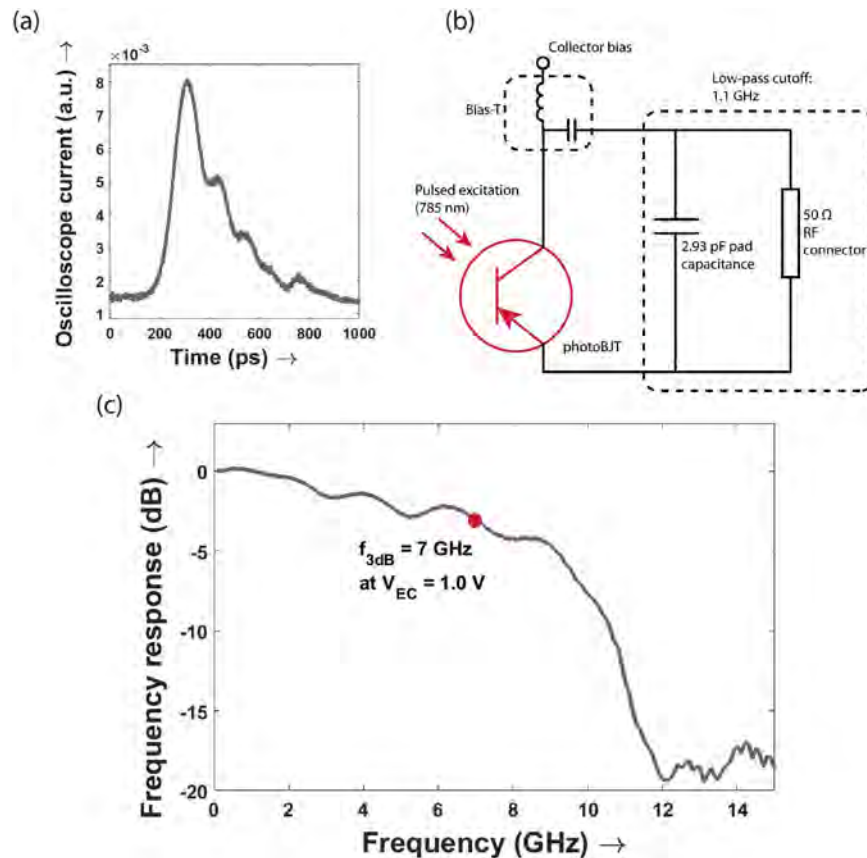 (a)
×10⁻³
8
7
6
5
4
3
2
1
0 200 400 600 800 1000
Time (ps) →
Oscilloscope current (a.u.) →
(b)
Collector bias
Bias-T
Low-pass cutoff:
1.1 GHz
Pulsed excitation
(785 nm)
2.93 pF pad
capacitance
50 Ω
RF
connector
photoBJT
(c)
0
-5
-10
-15
-20
f3dB = 7 GHz
at VEC = 1.0 V
0 2 4 6 8 10 12 14
Frequency (GHz) →
Frequency response (dB) →